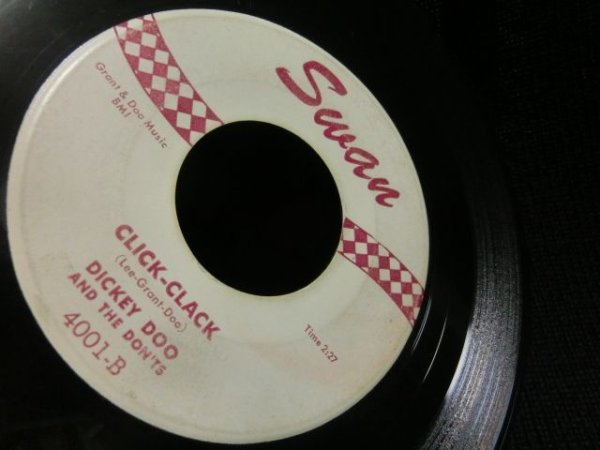 Swan
Grant & Doo Music
BMI
Time 2:27
CLICK-CLACK
(Lee-Grant-Doo)
DICKEY DOO
AND THE DON'TS
4001-B